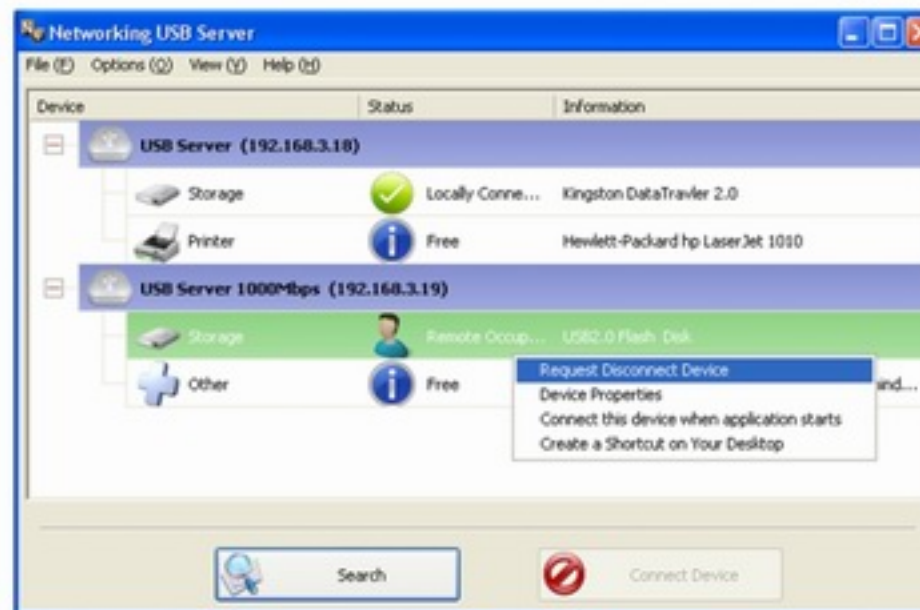 Networking USB Server
File (F) Options (O) View (Y) Help (H)
Device Status Information
USB Server (192.168.3.18)
Storage Locally Conne... Kingston DataTravler 2.0
Printer Free Hewlett-Packard hp LaserJet 1010
USB Server 1000Mbps (192.168.3.19)
Storage Remote Occup... USB2.0 Flash Disk
Request Disconnect Device
Other Free ind...
Device Properties
Connect this device when application starts
Create a Shortcut on Your Desktop
Search Connect Device